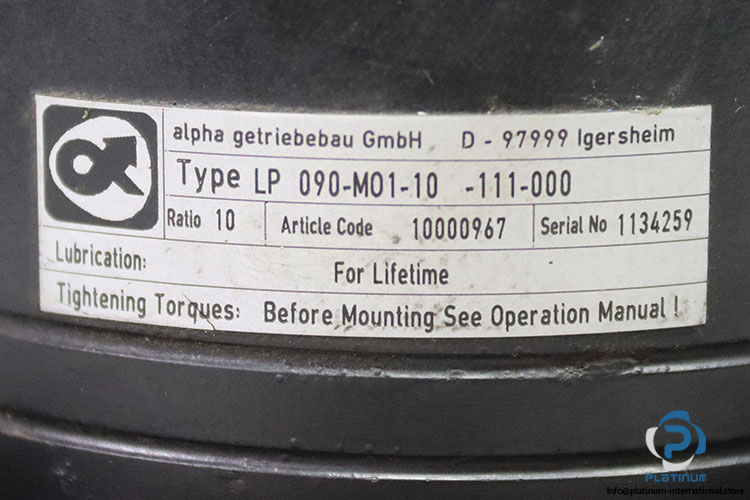 alpha getriebebau GmbH D - 97999 Igersheim
Type LP 090-M01-10 -111-000
Ratio 10 Article Code 10000967 Serial No 1134259
Lubrication: For Lifetime
Tightening Torques: Before Mounting See Operation Manual !
PLATINUM
info@platinum-international.store